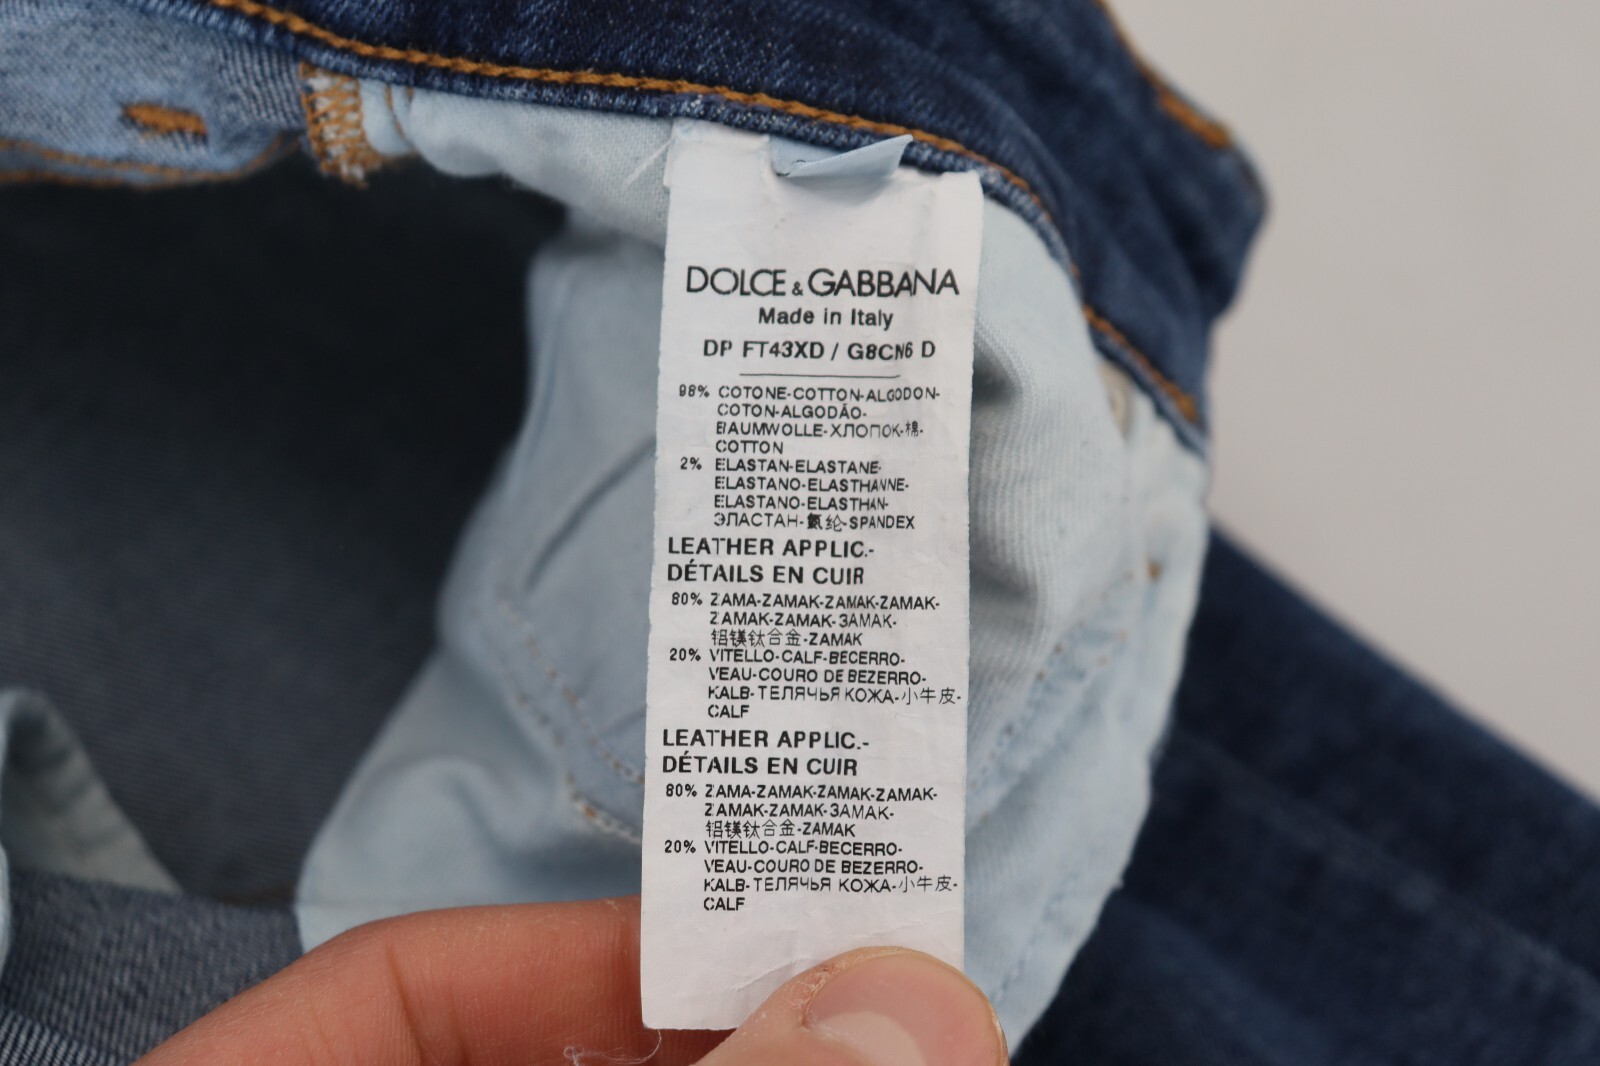 DOLCE & GABBANA
Made in Italy
DP FT43XD / G8CN6 D
98% COTONE-COTTON-ALGODON-
COTON-ALGODÃO-
BAUMWOLLE-ХЛОПОК-棉-
COTTON
2% ELASTAN-ELASTANE-
ELASTANO-ELASTHANNE-
ELASTANO-ELASTHAN-
ЭЛАСТАН-氨纶-SPANDEX
LEATHER APPLIC.-
DÉTAILS EN CUIR
80% ZAMA-ZAMAK-ZAMAK-ZAMAK-
ZAMAK-ZAMAK-ЗАМАК-
铝镁钛合金-ZAMAK
20% VITELLO-CALF-BECERRO-
VEAU-COURO DE BEZERRO-
KALB-ТЕЛЯЧЬЯ КОЖА-小牛皮-
CALF
LEATHER APPLIC.-
DÉTAILS EN CUIR
80% ZAMA-ZAMAK-ZAMAK-ZAMAK-
ZAMAK-ZAMAK-ЗАМАК-
铝镁钛合金-ZAMAK
20% VITELLO-CALF-BECERRO-
VEAU-COURO DE BEZERRO-
KALB-ТЕЛЯЧЬЯ КОЖА-小牛皮-
CALF